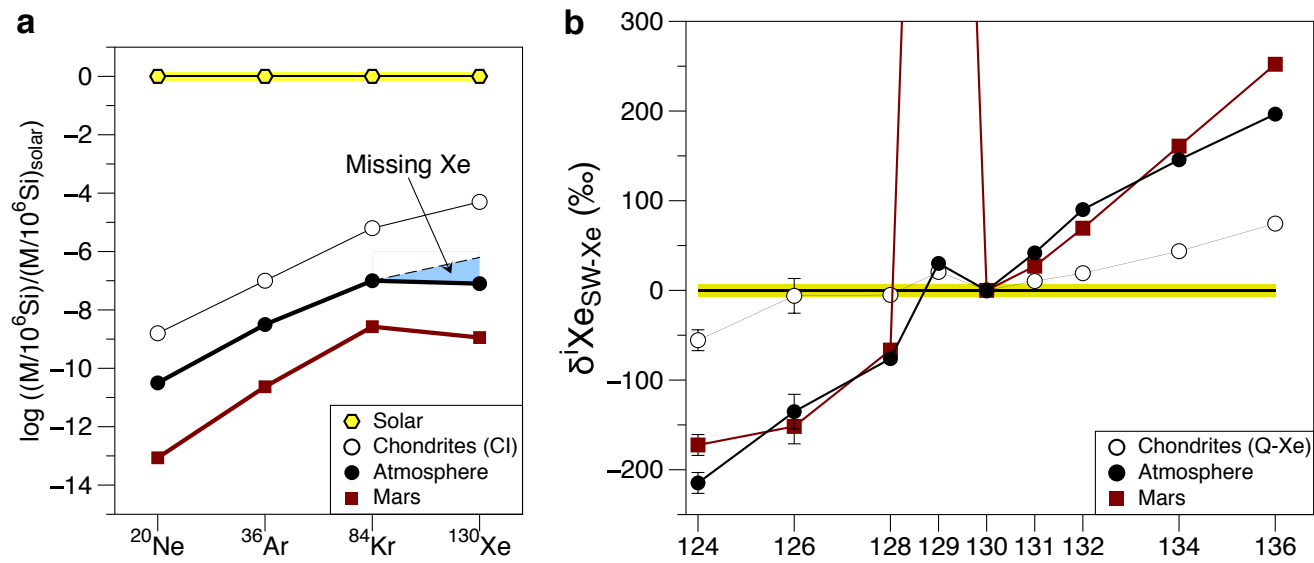 a
log ((M/10⁶Si)/(M/10⁶Si)solar)
0
−2
−4
−6
−8
−10
−12
−14
Missing Xe
Solar
Chondrites (CI)
Atmosphere
Mars
²⁰Ne ³⁶Ar ⁸⁴Kr ¹³⁰Xe
b
δⁱXeSW-Xe (‰)
300
200
100
0
−100
−200
Chondrites (Q-Xe)
Atmosphere
Mars
124 126 128 129 130 131 132 134 136